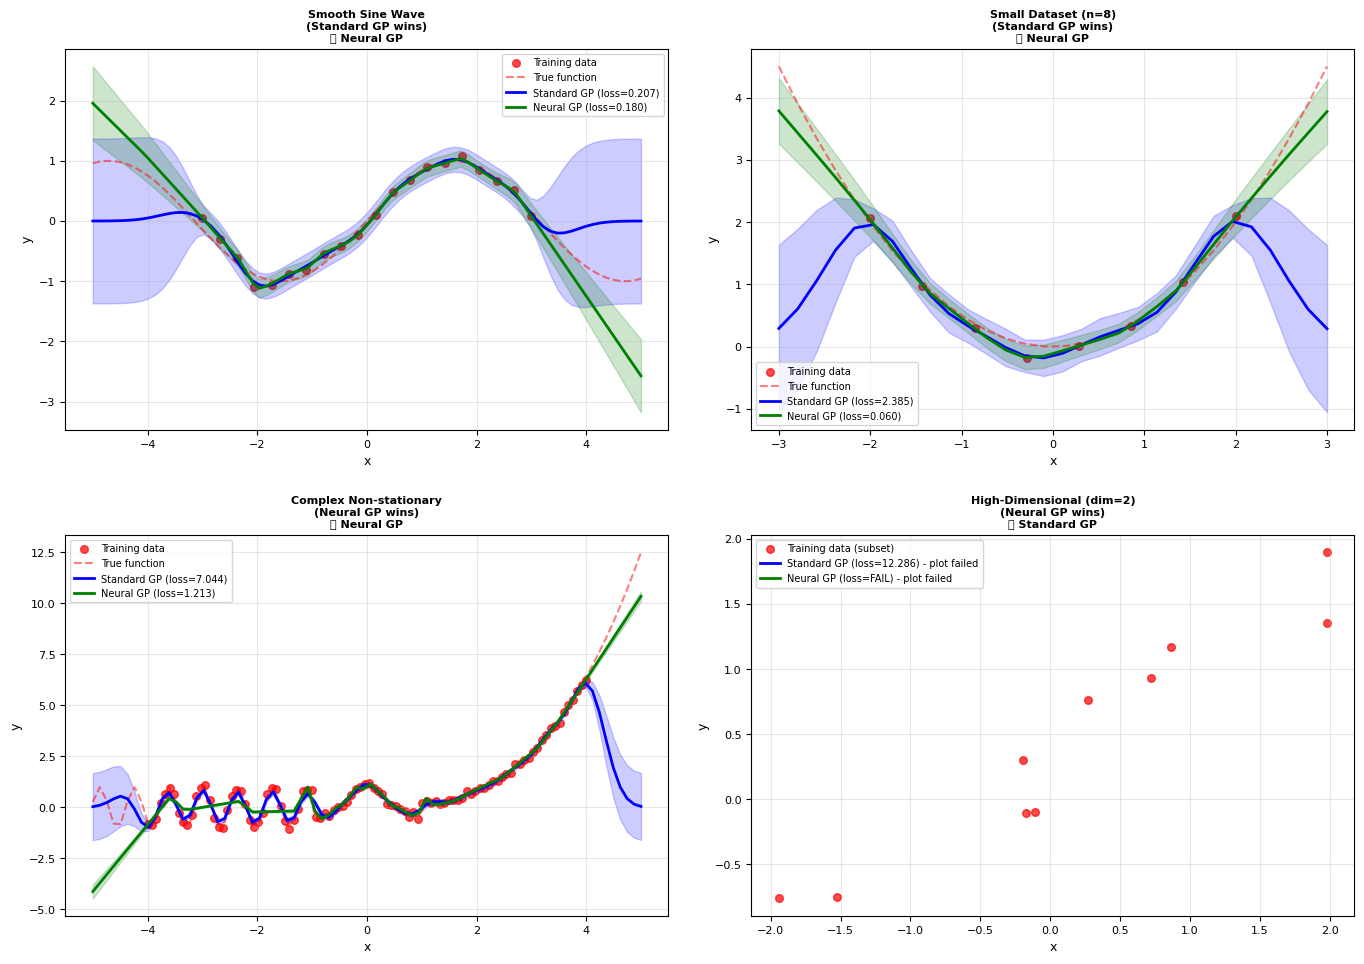 Smooth Sine Wave
(Standard GP wins)
▯ Neural GP
Training data
True function
Standard GP (loss=0.207)
Neural GP (loss=0.180)
2
1
0
−1
−2
−3
y
−4
−2
0
2
4
x
Small Dataset (n=8)
(Standard GP wins)
▯ Neural GP
4
3
2
1
0
−1
y
Training data
True function
Standard GP (loss=2.385)
Neural GP (loss=0.060)
−3
−2
−1
0
1
2
3
x
Complex Non-stationary
(Neural GP wins)
▯ Neural GP
Training data
True function
Standard GP (loss=7.044)
Neural GP (loss=1.213)
12.5
10.0
7.5
5.0
2.5
0.0
−2.5
−5.0
y
−4
−2
0
2
4
x
High-Dimensional (dim=2)
(Neural GP wins)
▯ Standard GP
Training data (subset)
Standard GP (loss=12.286) - plot failed
Neural GP (loss=FAIL) - plot failed
2.0
1.5
1.0
0.5
0.0
−0.5
y
−2.0
−1.5
−1.0
−0.5
0.0
0.5
1.0
1.5
2.0
x